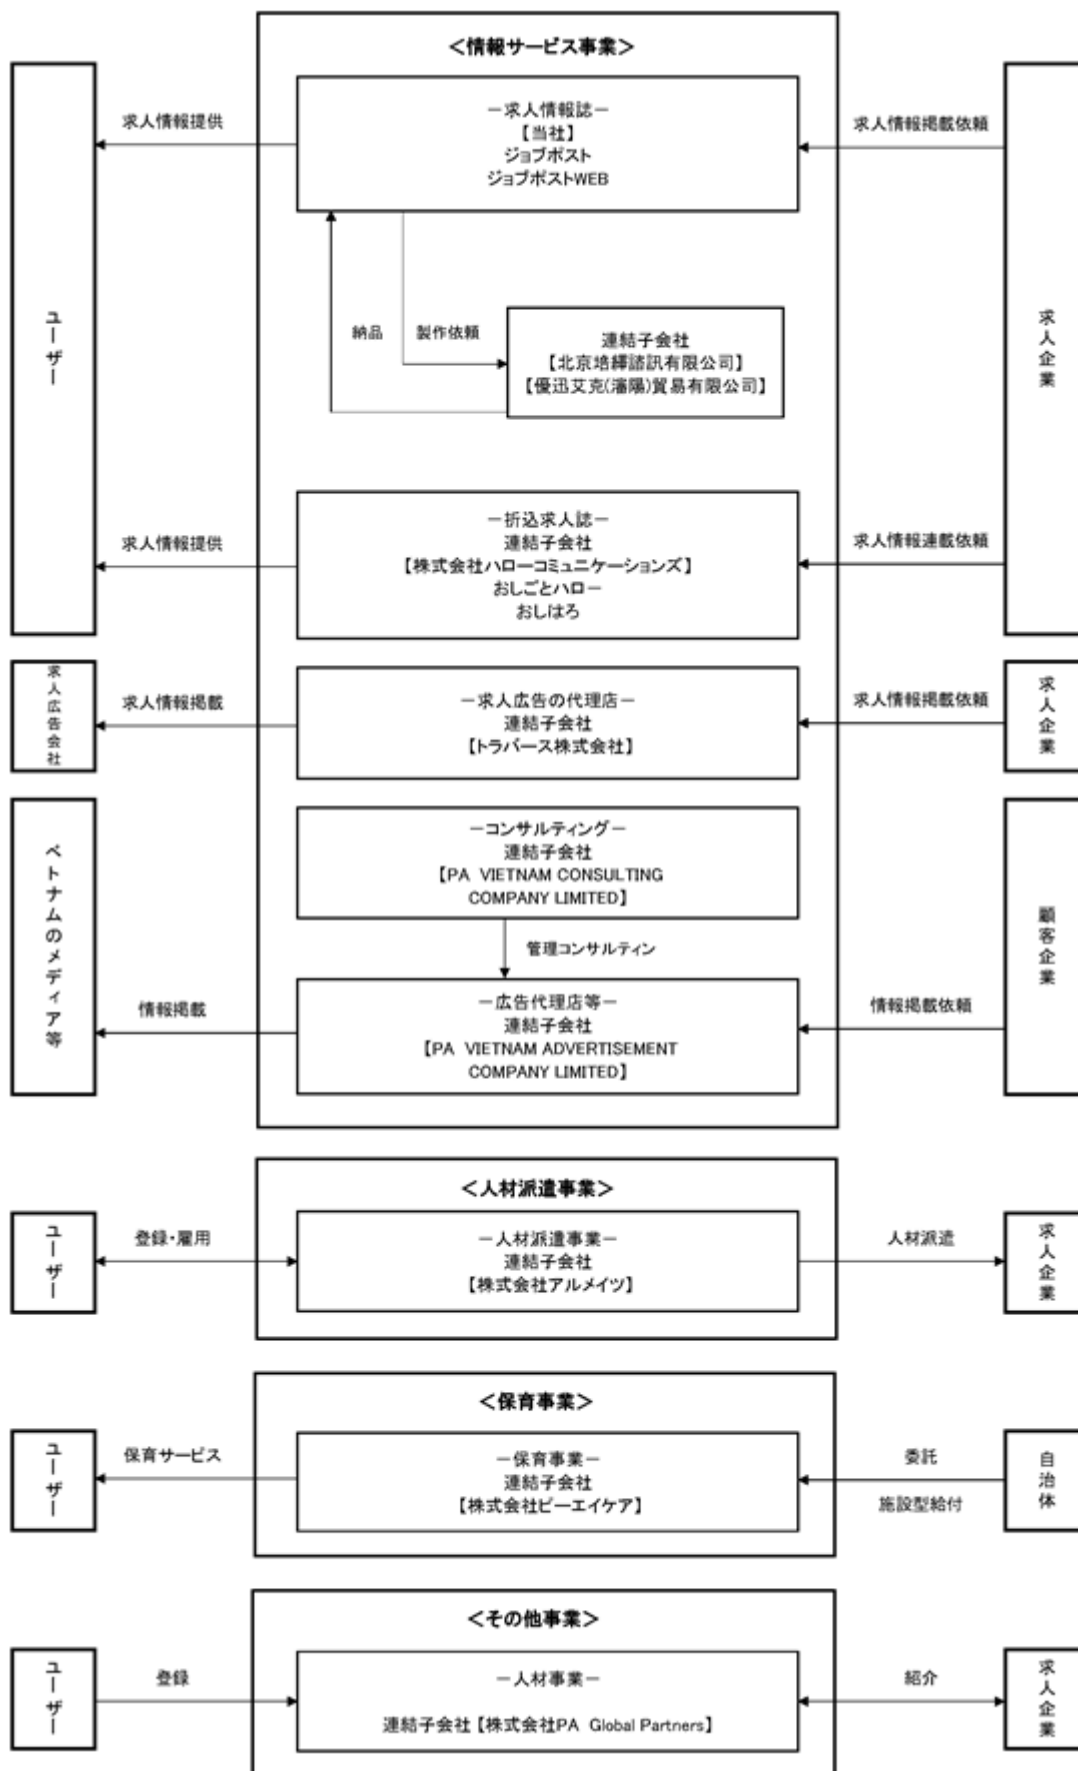 ＜情報サービス事業＞
－求人情報誌－
【当社】
ジョブポスト
ジョブポストWEB
求人情報提供
求人情報掲載依頼
ユーザー
求人企業
納品
製作依頼
連結子会社
【北京培繹諮訊有限公司】
【優迅艾克(瀋陽)貿易有限公司】
－折込求人誌－
連結子会社
【株式会社ハローコミュニケーションズ】
おしごとハロー
おしはろ
求人情報提供
求人情報連載依頼
求人広告会社
求人情報掲載
－求人広告の代理店－
連結子会社
【トラバース株式会社】
求人情報掲載依頼
求人企業
ベトナムのメディア等
－コンサルティング－
連結子会社
【PA VIETNAM CONSULTING
COMPANY LIMITED】
管理コンサルティン
顧客企業
情報掲載
－広告代理店等－
連結子会社
【PA VIETNAM ADVERTISEMENT
COMPANY LIMITED】
情報掲載依頼
＜人材派遣事業＞
ユーザー
登録・雇用
－人材派遣事業－
連結子会社
【株式会社アルメイツ】
人材派遣
求人企業
＜保育事業＞
ユーザー
保育サービス
－保育事業－
連結子会社
【株式会社ピーエイケア】
委託
施設型給付
自治体
＜その他事業＞
ユーザー
登録
－人材事業－
連結子会社【株式会社PA Global Partners】
紹介
求人企業